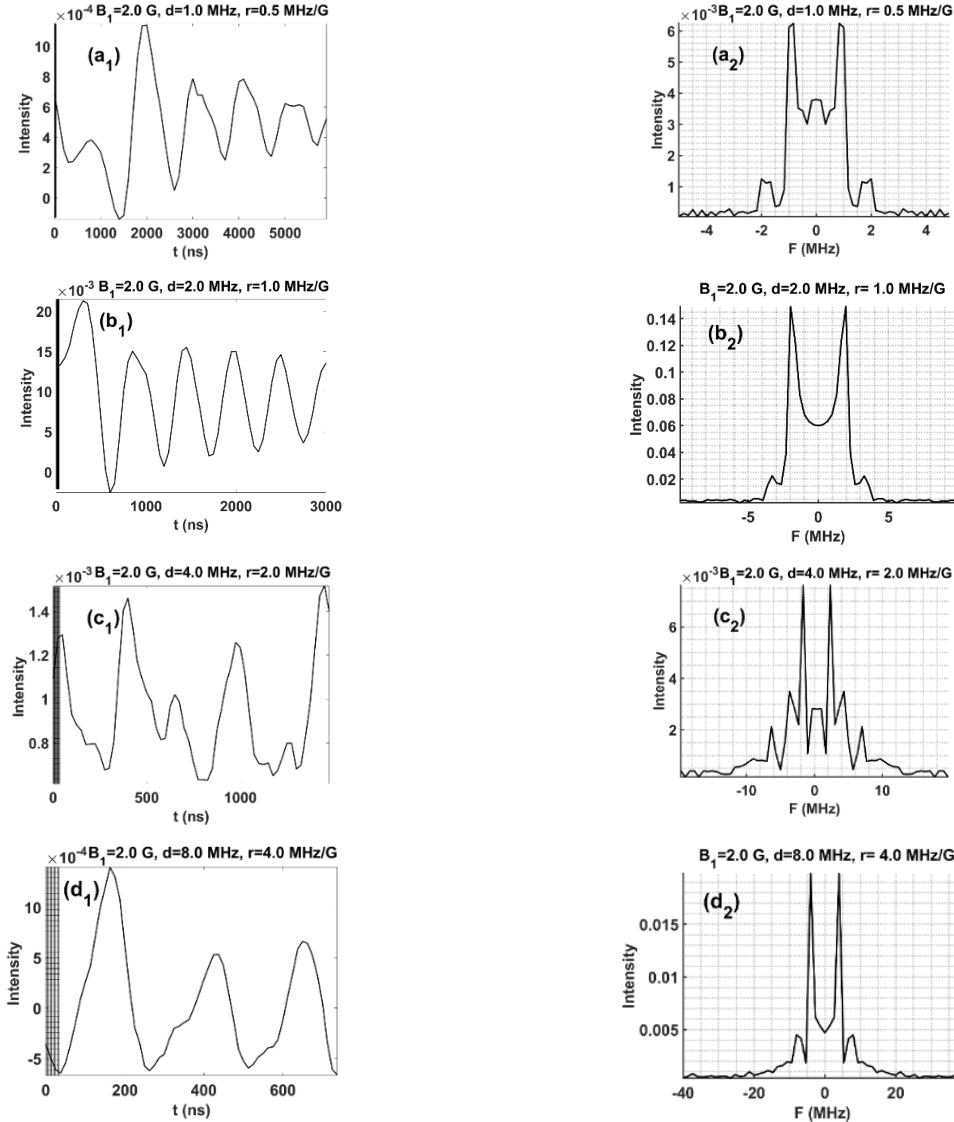 ×10⁻⁴ B₁=2.0 G, d=1.0 MHz, r=0.5 MHz/G
(a₁)
10
8
6
4
2
0
Intensity
0 1000 2000 3000 4000 5000
t (ns)
×10⁻³ B₁=2.0 G, d=1.0 MHz, r= 0.5 MHz/G
(a₂)
6
5
4
3
2
1
Intensity
-4 -2 0 2 4
F (MHz)
×10⁻³ B₁=2.0 G, d=2.0 MHz, r=1.0 MHz/G
(b₁)
20
15
10
5
0
Intensity
0 1000 2000 3000
t (ns)
B₁=2.0 G, d=2.0 MHz, r= 1.0 MHz/G
(b₂)
0.14
0.12
0.1
0.08
0.06
0.04
0.02
Intensity
-5 0 5
F (MHz)
×10⁻³ B₁=2.0 G, d=4.0 MHz, r=2.0 MHz/G
(c₁)
1.4
1.2
1
0.8
Intensity
0 500 1000
t (ns)
×10⁻³ B₁=2.0 G, d=4.0 MHz, r= 2.0 MHz/G
(c₂)
6
4
2
Intensity
-10 0 10
F (MHz)
×10⁻⁴ B₁=2.0 G, d=8.0 MHz, r=4.0 MHz/G
(d₁)
10
5
0
-5
Intensity
0 200 400 600
t (ns)
B₁=2.0 G, d=8.0 MHz, r= 4.0 MHz/G
(d₂)
0.015
0.01
0.005
Intensity
-40 -20 0 20
F (MHz)